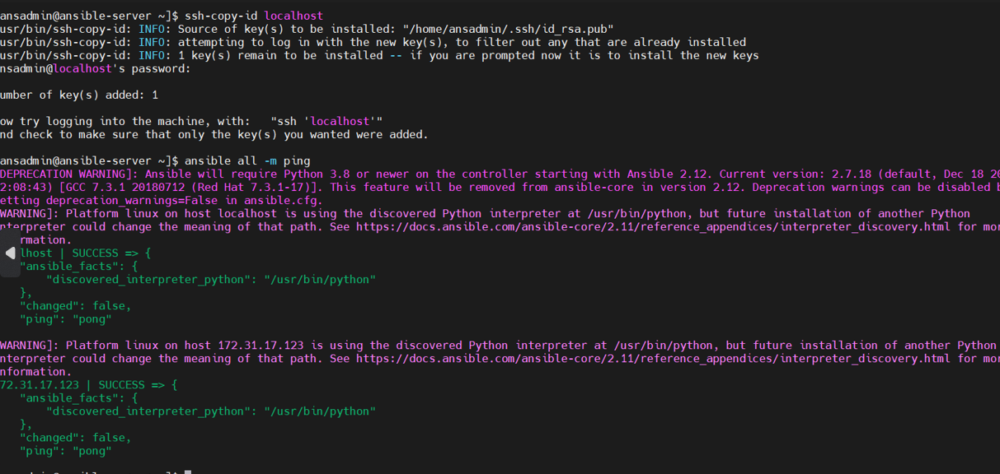 ansadmin@ansible-server ~]$ ssh-copy-id localhost
usr/bin/ssh-copy-id: INFO: Source of key(s) to be installed: "/home/ansadmin/.ssh/id_rsa.pub"
usr/bin/ssh-copy-id: INFO: attempting to log in with the new key(s), to filter out any that are already installed
usr/bin/ssh-copy-id: INFO: 1 key(s) remain to be installed -- if you are prompted now it is to install the new keys
nsadmin@localhost's password:
umber of key(s) added: 1
ow try logging into the machine, with:   "ssh 'localhost'"
nd check to make sure that only the key(s) you wanted were added.
ansadmin@ansible-server ~]$ ansible all -m ping
DEPRECATION WARNING]: Ansible will require Python 3.8 or newer on the controller starting with Ansible 2.12. Current version: 2.7.18 (default, Dec 18 20
2:08:43) [GCC 7.3.1 20180712 (Red Hat 7.3.1-17)]. This feature will be removed from ansible-core in version 2.12. Deprecation warnings can be disabled b
etting deprecation_warnings=False in ansible.cfg.
WARNING]: Platform linux on host localhost is using the discovered Python interpreter at /usr/bin/python, but future installation of another Python
nterpreter could change the meaning of that path. See https://docs.ansible.com/ansible-core/2.11/reference_appendices/interpreter_discovery.html for mor
rmation.
lhost | SUCCESS => {
    "ansible_facts": {
        "discovered_interpreter_python": "/usr/bin/python"
    },
    "changed": false,
    "ping": "pong"
WARNING]: Platform linux on host 172.31.17.123 is using the discovered Python interpreter at /usr/bin/python, but future installation of another Python
nterpreter could change the meaning of that path. See https://docs.ansible.com/ansible-core/2.11/reference_appendices/interpreter_discovery.html for mor
nformation.
72.31.17.123 | SUCCESS => {
    "ansible_facts": {
        "discovered_interpreter_python": "/usr/bin/python"
    },
    "changed": false,
    "ping": "pong"